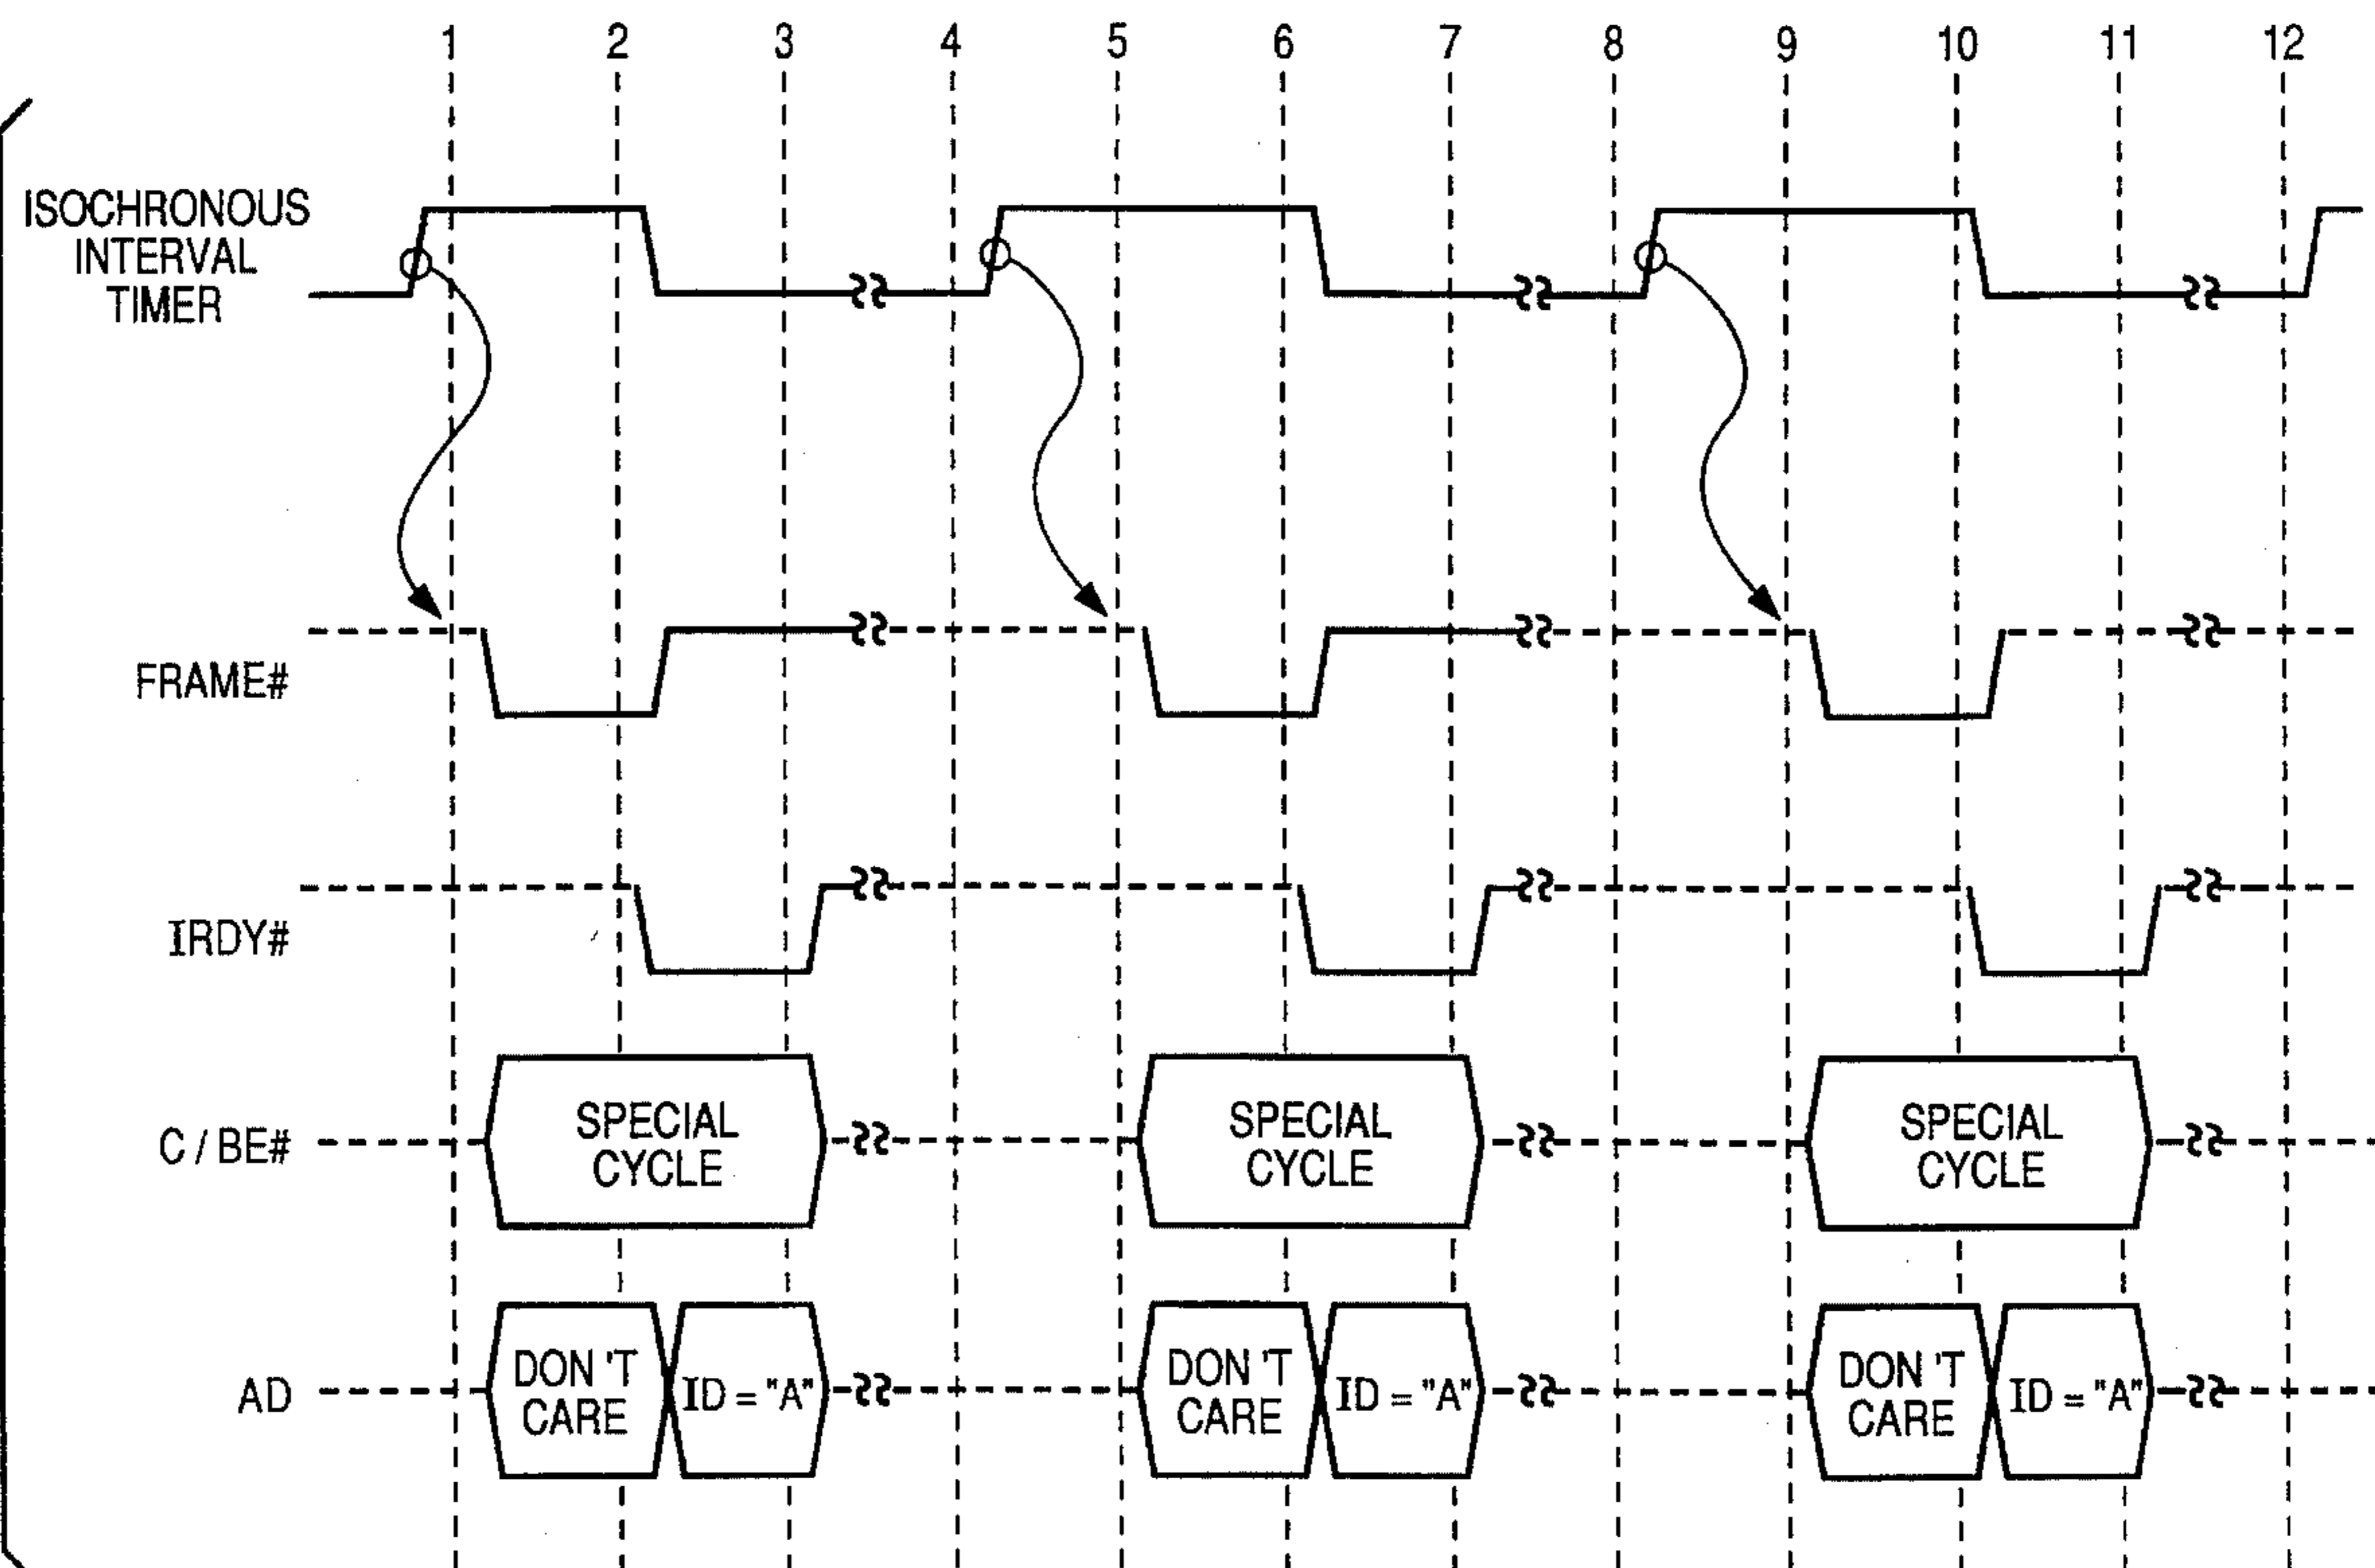 1 2 3 4 5 6 7 8 9 10 11 12
ISOCHRONOUS
INTERVAL
TIMER
FRAME#
IRDY#
C / BE#
SPECIAL
CYCLE
SPECIAL
CYCLE
SPECIAL
CYCLE
AD
DON'T
CARE
ID = "A"
DON'T
CARE
ID = "A"
DON'T
CARE
ID = "A"